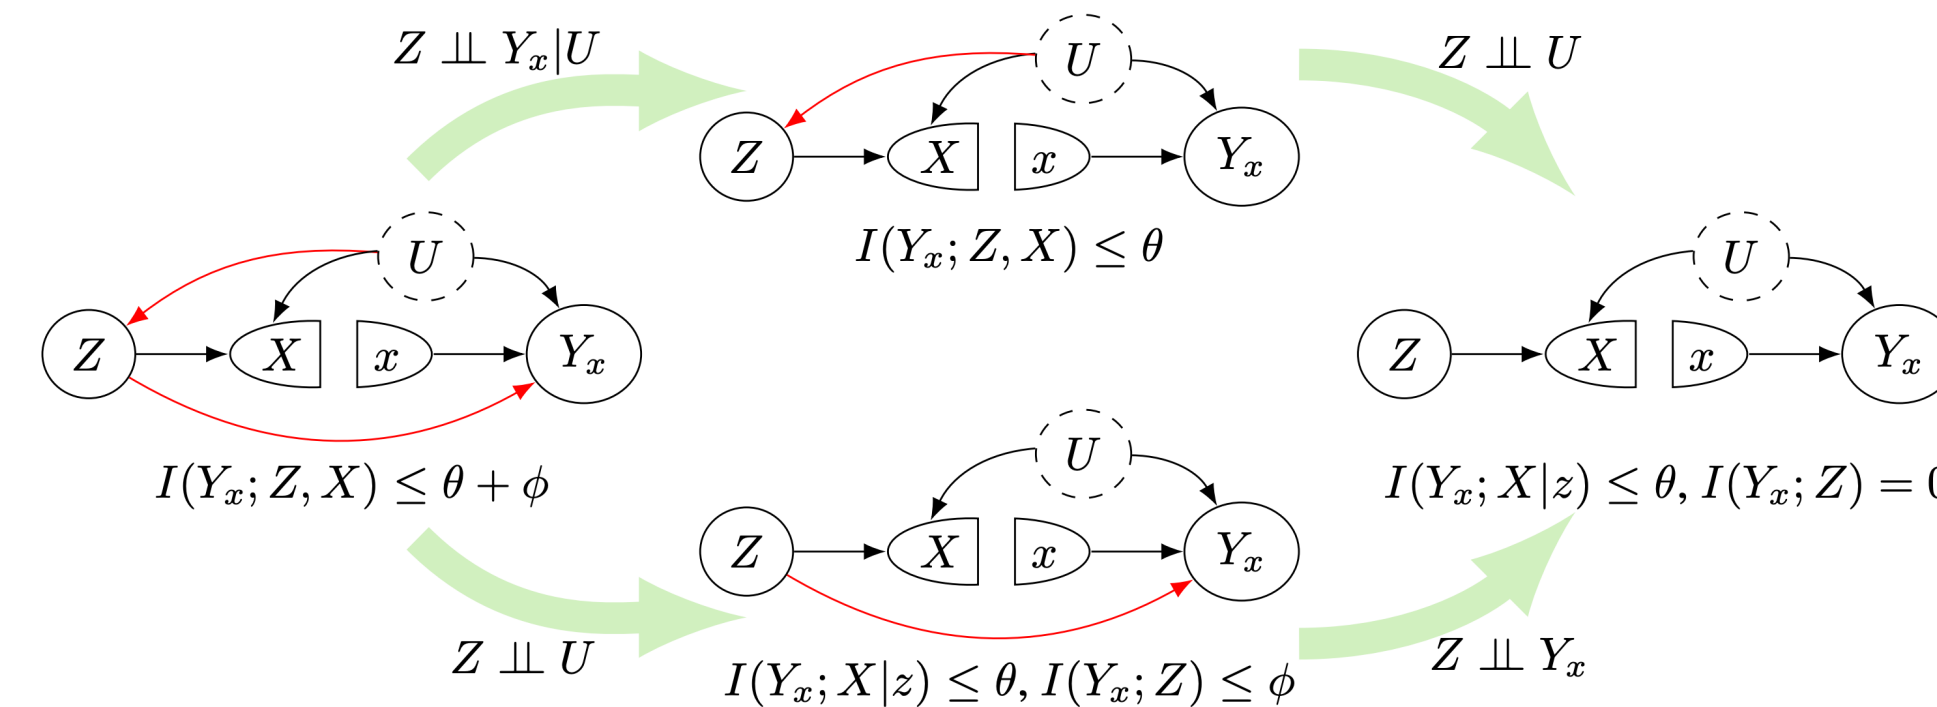 Z ⫫ Y_x|U
U
Z ⫫ U
Z
X
x
Y_x
I(Y_x; Z, X) ≤ θ
U
Z
X
x
Y_x
I(Y_x; Z, X) ≤ θ + ϕ
U
Z
X
x
Y_x
I(Y_x; X|z) ≤ θ, I(Y_x; Z) =
U
Z
X
x
Y_x
Z ⫫ U
I(Y_x; X|z) ≤ θ, I(Y_x; Z) ≤ ϕ
Z ⫫ Y_x